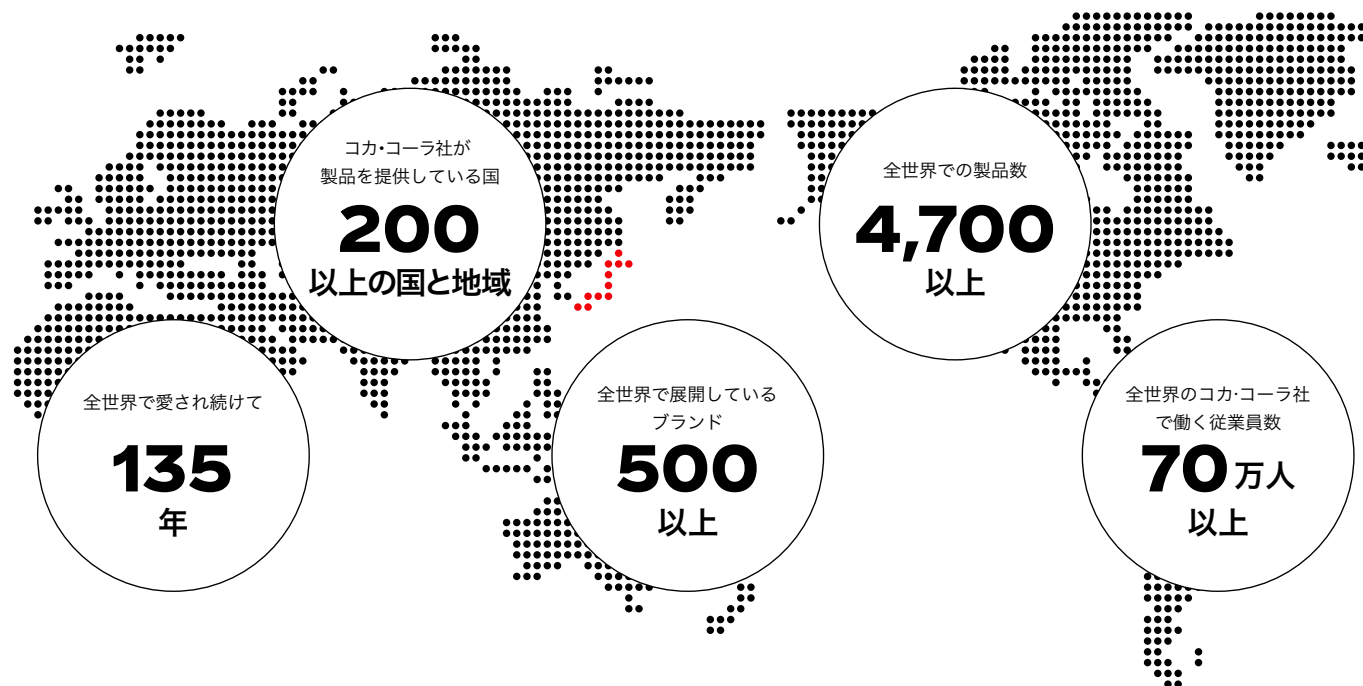 コカ・コーラ社が
製品を提供している国
200
以上の国と地域
全世界での製品数
4,700
以上
全世界で愛され続けて
135
年
全世界で展開している
ブランド
500
以上
全世界のコカ・コーラ社
で働く従業員数
70万人
以上